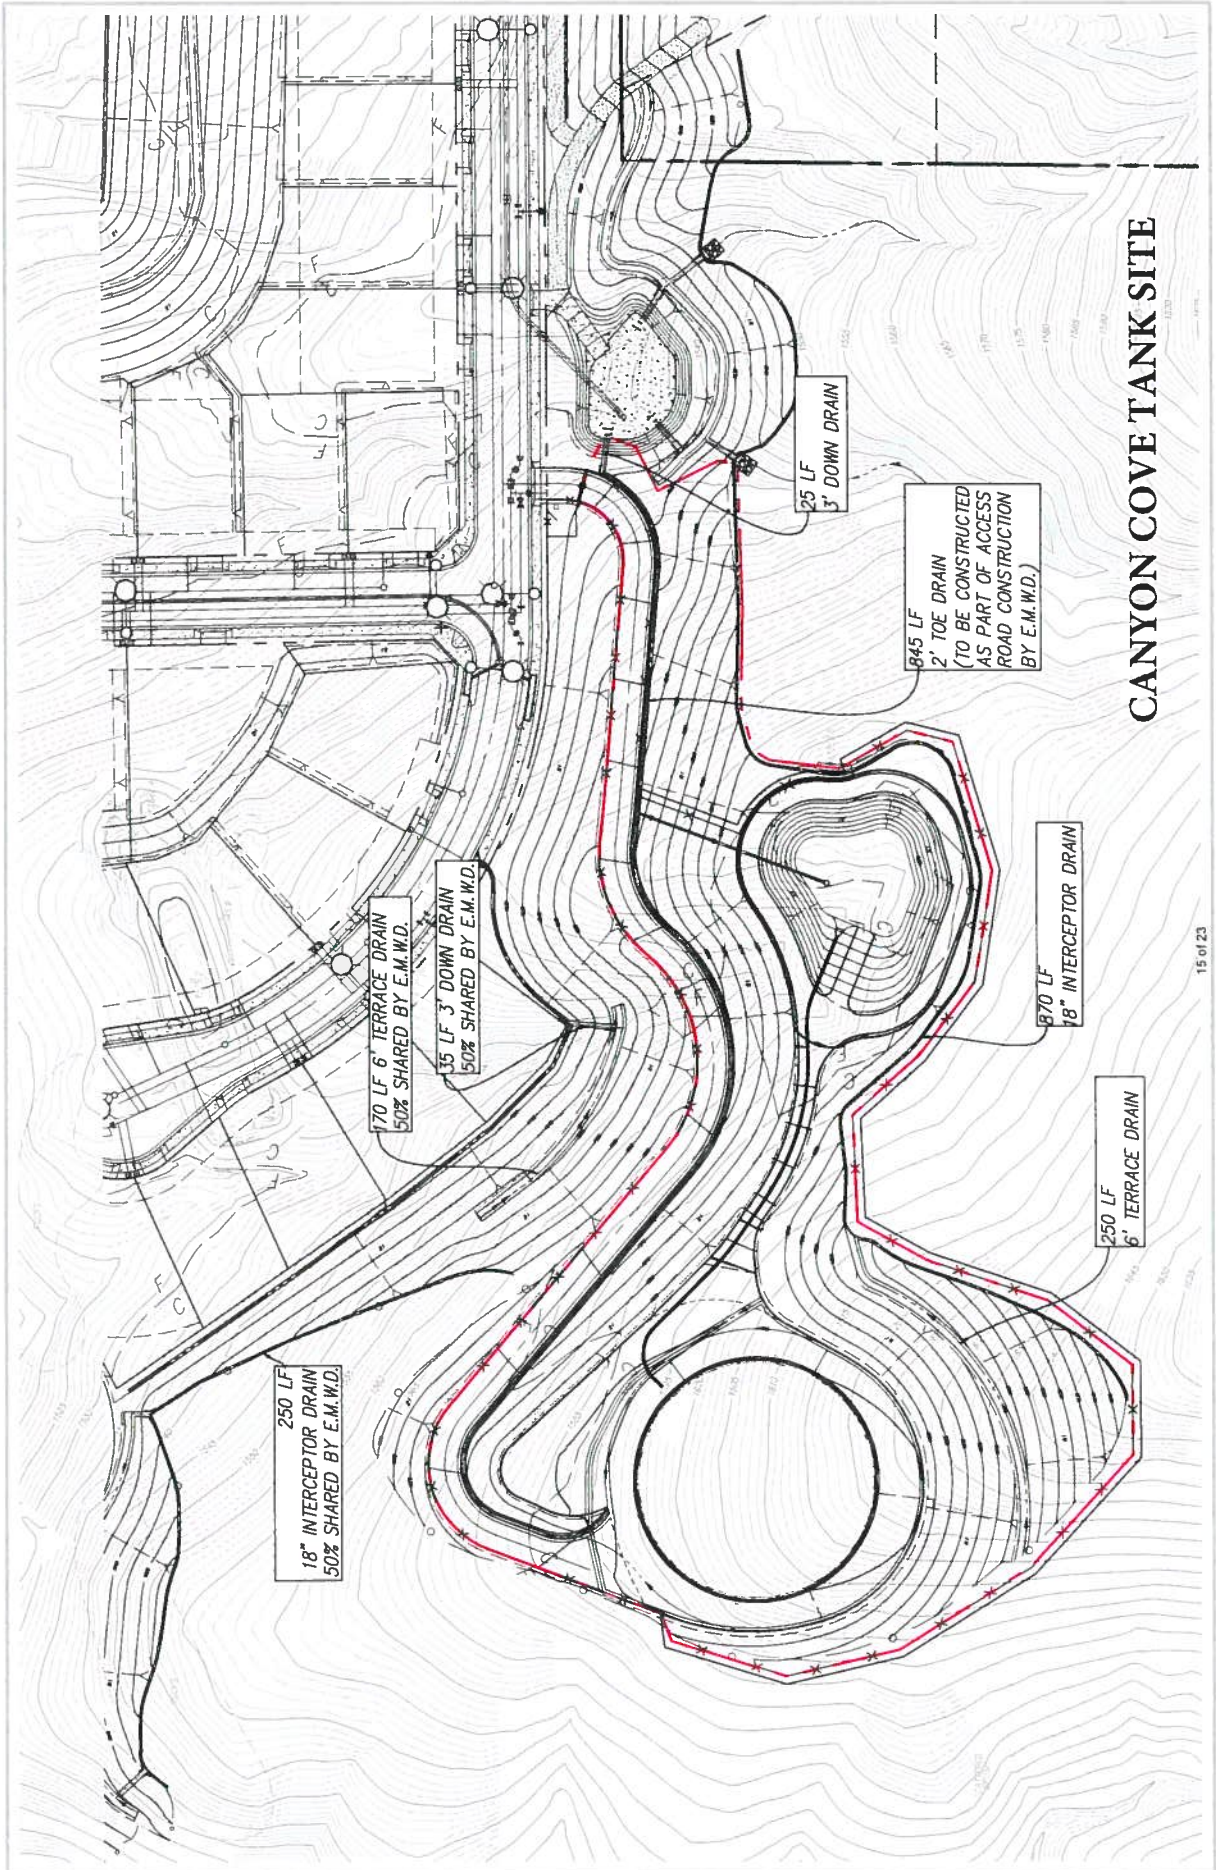 170 LF 6' TERRACE DRAIN
50% SHARED BY E.M.W.D.
35 LF 3' DOWN DRAIN
50% SHARED BY E.M.W.D.
250 LF
18" INTERCEPTOR DRAIN
50% SHARED BY E.M.W.D.
25 LF
3' DOWN DRAIN
845 LF
2' TOE DRAIN
(TO BE CONSTRUCTED
AS PART OF ACCESS
ROAD CONSTRUCTION
BY E.M.W.D.)
870 LF
18" INTERCEPTOR DRAIN
250 LF
6' TERRACE DRAIN
CANYON COVE TANK SITE
15 of 23